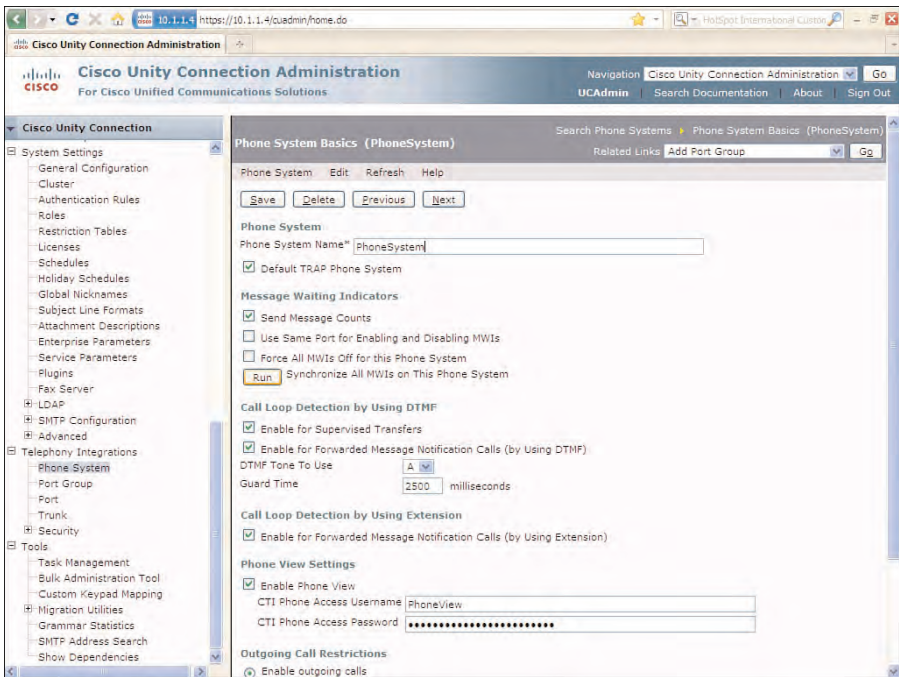 10.1.1.4 https://10.1.1.4/cuadmin/home.do
HotSpot International Custon
Cisco Unity Connection Administration
CISCO
Cisco Unity Connection Administration
For Cisco Unified Communications Solutions
Navigation Cisco Unity Connection Administration Go
UCAdmin | Search Documentation | About | Sign Out
Cisco Unity Connection
System Settings
General Configuration
Cluster
Authentication Rules
Roles
Restriction Tables
Licenses
Schedules
Holiday Schedules
Global Nicknames
Subject Line Formats
Attachment Descriptions
Enterprise Parameters
Service Parameters
Plugins
Fax Server
LDAP
SMTP Configuration
Advanced
Telephony Integrations
Phone System
Port Group
Port
Trunk
Security
Tools
Task Management
Bulk Administration Tool
Custom Keypad Mapping
Migration Utilities
Grammar Statistics
SMTP Address Search
Show Dependencies
Search Phone Systems Phone System Basics (PhoneSystem)
Phone System Basics (PhoneSystem)
Related Links Add Port Group Go
Phone System Edit Refresh Help
Save Delete Previous Next
Phone System
Phone System Name* PhoneSystem
Default TRAP Phone System
Message Waiting Indicators
Send Message Counts
Use Same Port for Enabling and Disabling MWIs
Force All MWIs Off for this Phone System
Run Synchronize All MWIs on This Phone System
Call Loop Detection by Using DTMF
Enable for Supervised Transfers
Enable for Forwarded Message Notification Calls (by Using DTMF)
DTMF Tone To Use A
Guard Time 2500 milliseconds
Call Loop Detection by Using Extension
Enable for Forwarded Message Notification Calls (by Using Extension)
Phone View Settings
Enable Phone View
CTI Phone Access Username PhoneView
CTI Phone Access Password
Outgoing Call Restrictions
Enable outgoing calls